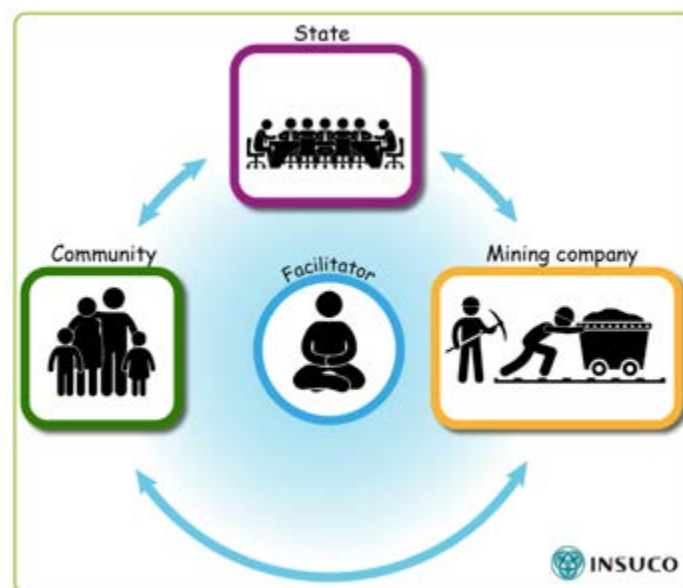 State
Community
Facilitator
Mining company
INSUCO